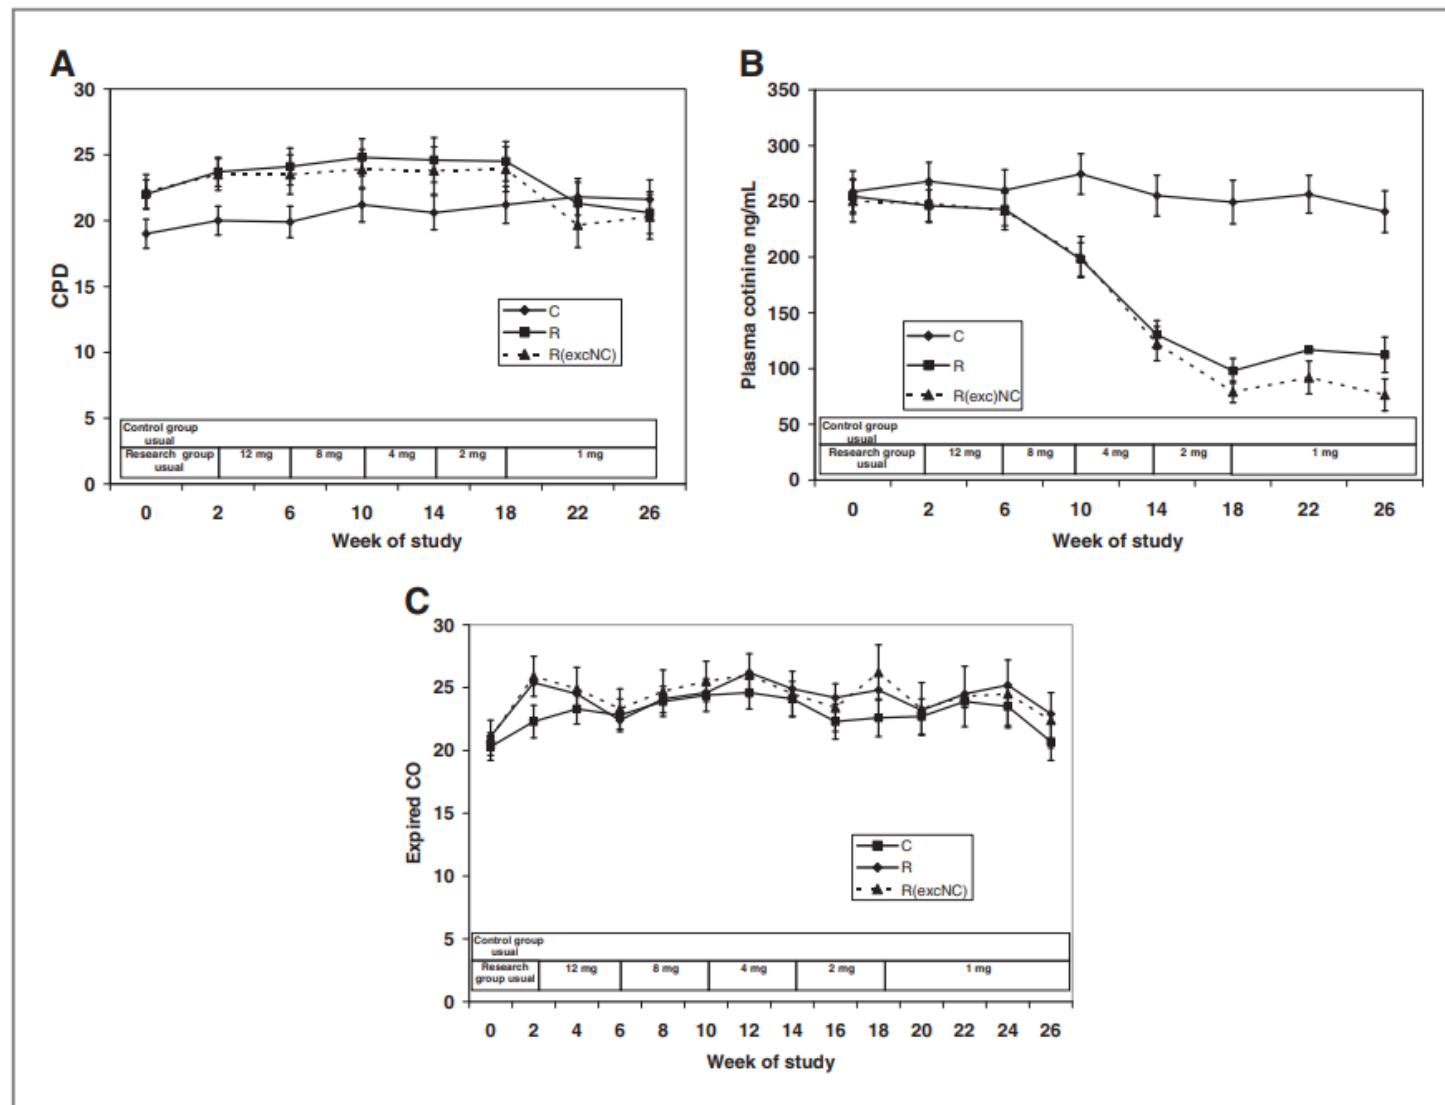 A
30
25
20
15
10
5
0
CPD
C
R
R(excNC)
Control group
usual
Research group
usual
12 mg
8 mg
4 mg
2 mg
1 mg
0 2 6 10 14 18 22 26
Week of study
B
350
300
250
200
150
100
50
0
Plasma cotinine ng/mL
C
R
R(exc)NC
Control group
usual
Research group
usual
12 mg
8 mg
4 mg
2 mg
1 mg
0 2 6 10 14 18 22 26
Week of study
C
30
25
20
15
10
5
0
Expired CO
C
R
R(excNC)
Control group
usual
Research
group usual
12 mg
8 mg
4 mg
2 mg
1 mg
0 2 4 6 8 10 12 14 16 18 20 22 24 26
Week of study